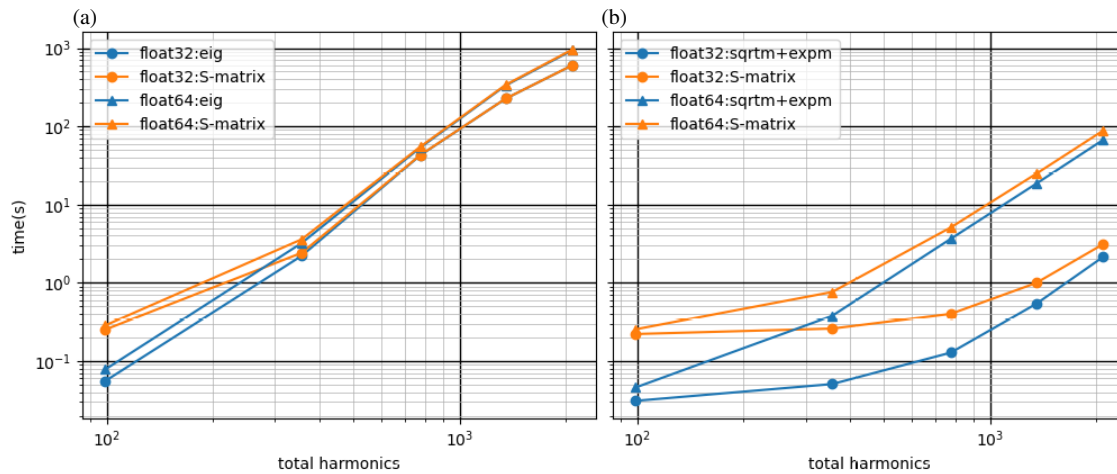 (a)
float32:eig
float32:S-matrix
float64:eig
float64:S-matrix
10³
10²
10¹
10⁰
10⁻¹
time(s)
10²
10³
total harmonics
(b)
float32:sqrtm+expm
float32:S-matrix
float64:sqrtm+expm
float64:S-matrix
10²
10³
total harmonics